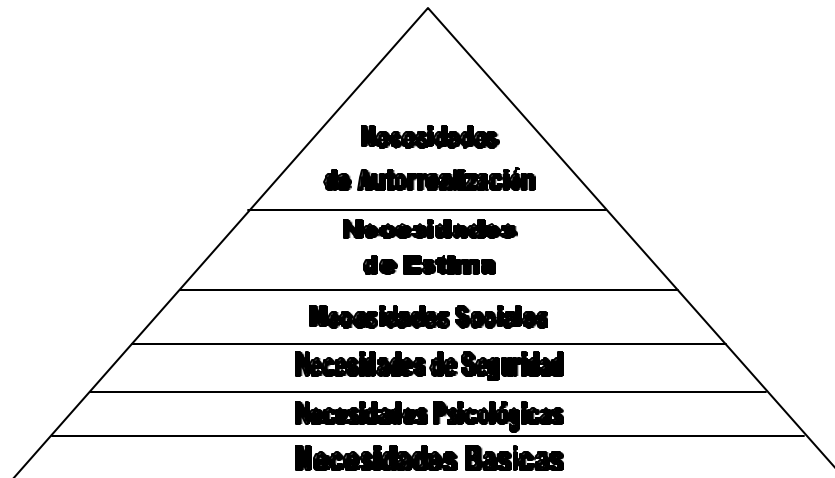 Necesidades
de Autorrealización
Necesidades
de Estima
Necesidades Sociales
Necesidades de Seguridad
Necesidades Psicológicas
Necesidades Basicas